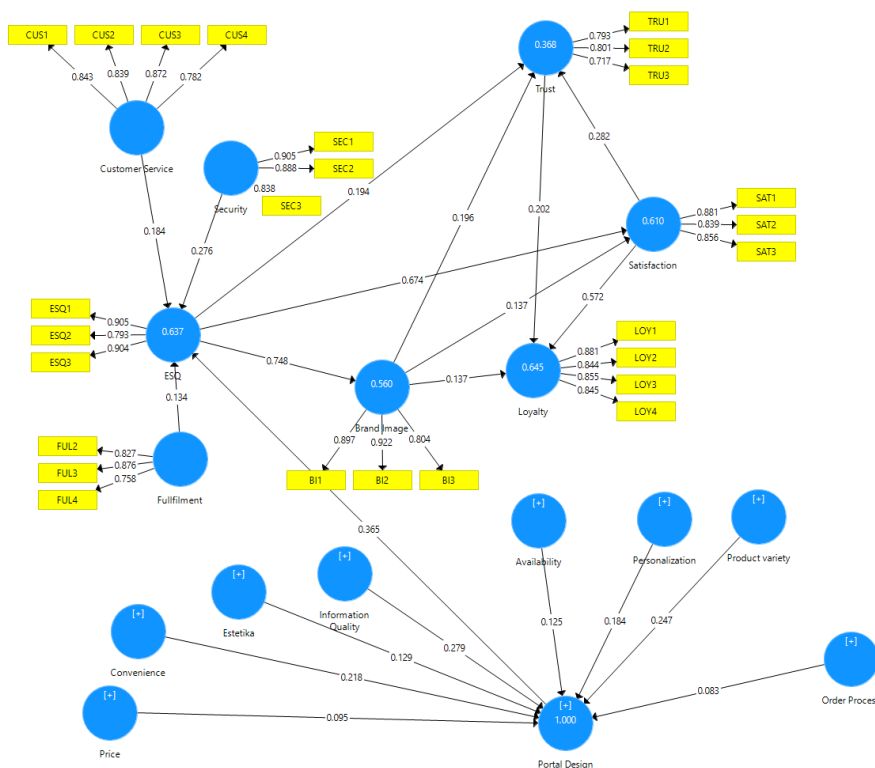 CUS1 CUS2 CUS3 CUS4
0.843 0.839 0.872 0.782
Customer Service
0.368
Trust
0.793 TRU1
0.801 TRU2
0.717 TRU3
Security
0.905 SEC1
0.888 SEC2
0.838 SEC3
0.194
0.282
0.196
0.202
0.184
0.276
0.610
Satisfaction
0.881 SAT1
0.839 SAT2
0.856 SAT3
0.674
0.137
0.572
ESQ1 0.905
ESQ2 0.793
ESQ3 0.904
0.637
ESQ
0.748
0.560
Brand Image
0.137
0.645
Loyalty
0.881 LOY1
0.844 LOY2
0.855 LOY3
0.845 LOY4
0.134
0.897 0.922 0.804
BI1 BI2 BI3
FUL2 0.827
FUL3 0.876
FUL4 0.758
Fullfilment
0.365
[+]
Availability
[+]
Personalization
[+]
Product variety
[+]
Estetika
[+]
Information
Quality
[+]
Convenience
[+]
Price
[+]
Order Proces
0.125
0.184
0.247
0.279
0.129
0.218
0.095
0.083
[+]
1.000
Portal Design